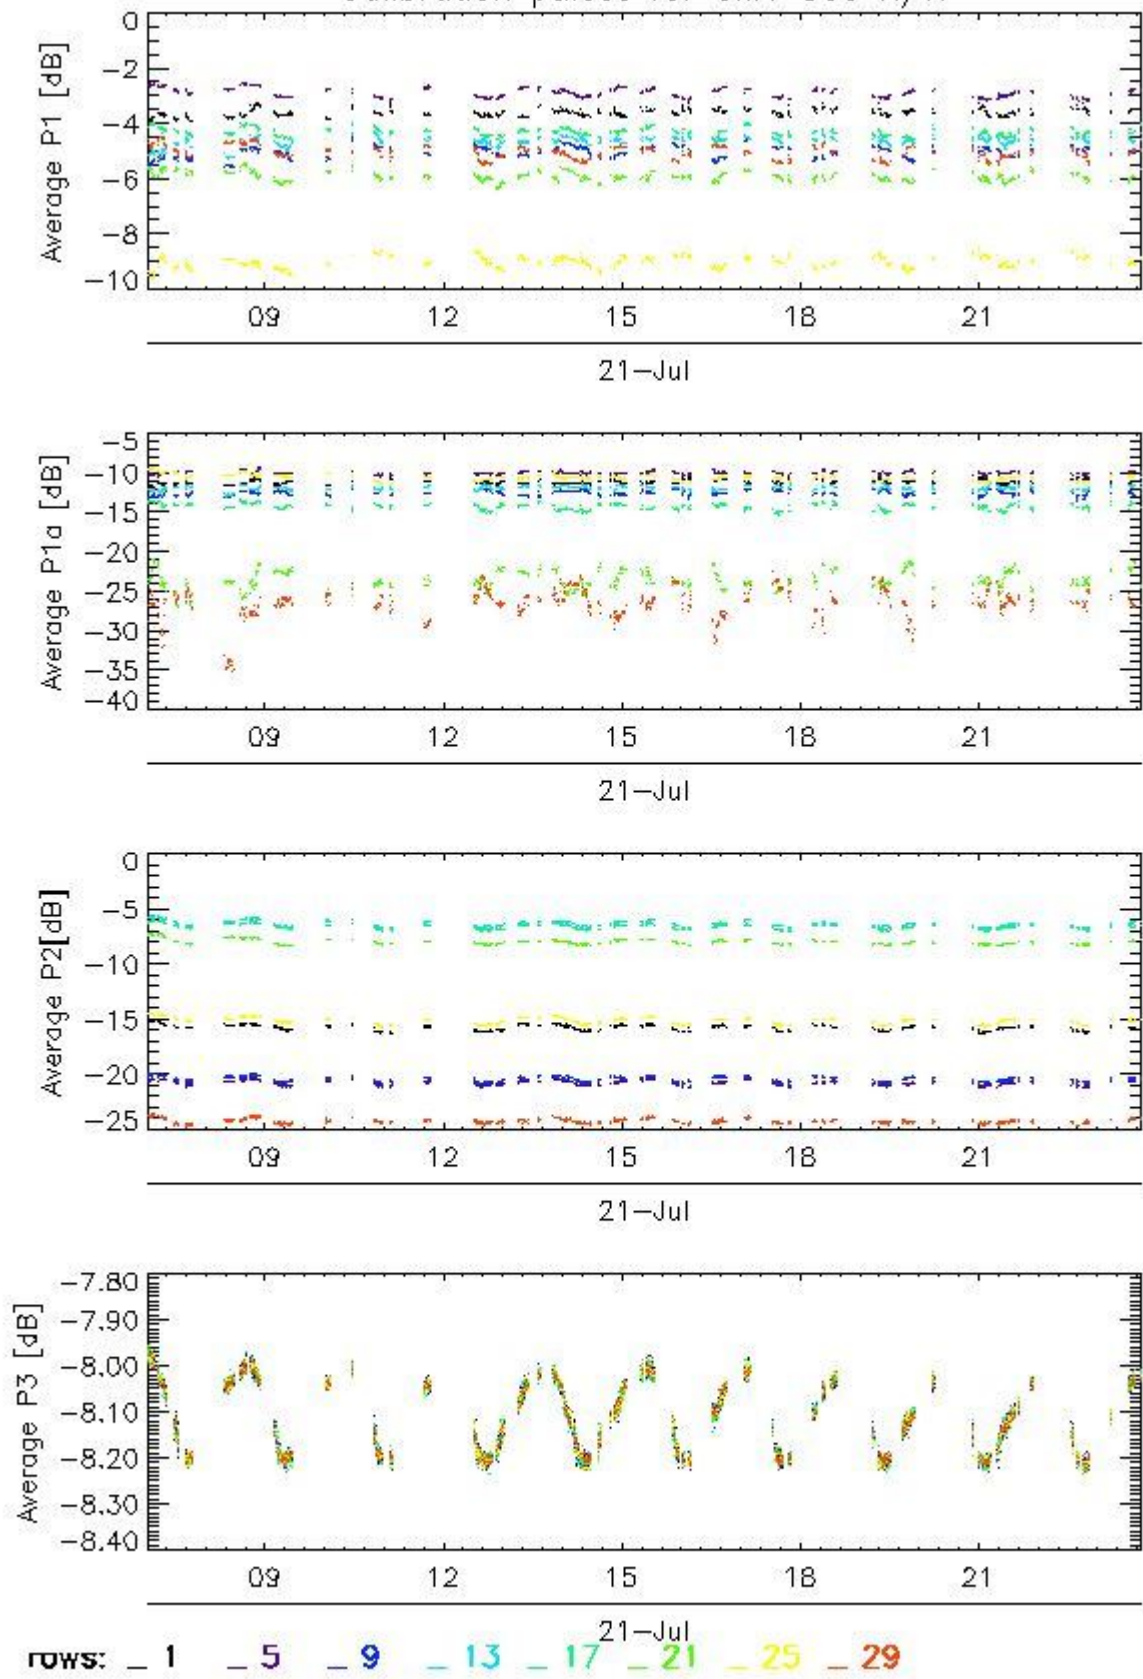 Average P1 [dB]
0
−2
−4
−6
−8
−10
09 12 15 18 21
21−Jul
Average P1a [dB]
−5
−10
−15
−20
−25
−30
−35
−40
09 12 15 18 21
21−Jul
Average P2[dB]
0
−5
−10
−15
−20
−25
09 12 15 18 21
21−Jul
Average P3 [dB]
−7.80
−7.90
−8.00
−8.10
−8.20
−8.30
−8.40
09 12 15 18 21
21−Jul
rows: _ 1 _ 5 _ 9 _ 13 _ 17 _ 21 _ 25 _ 29